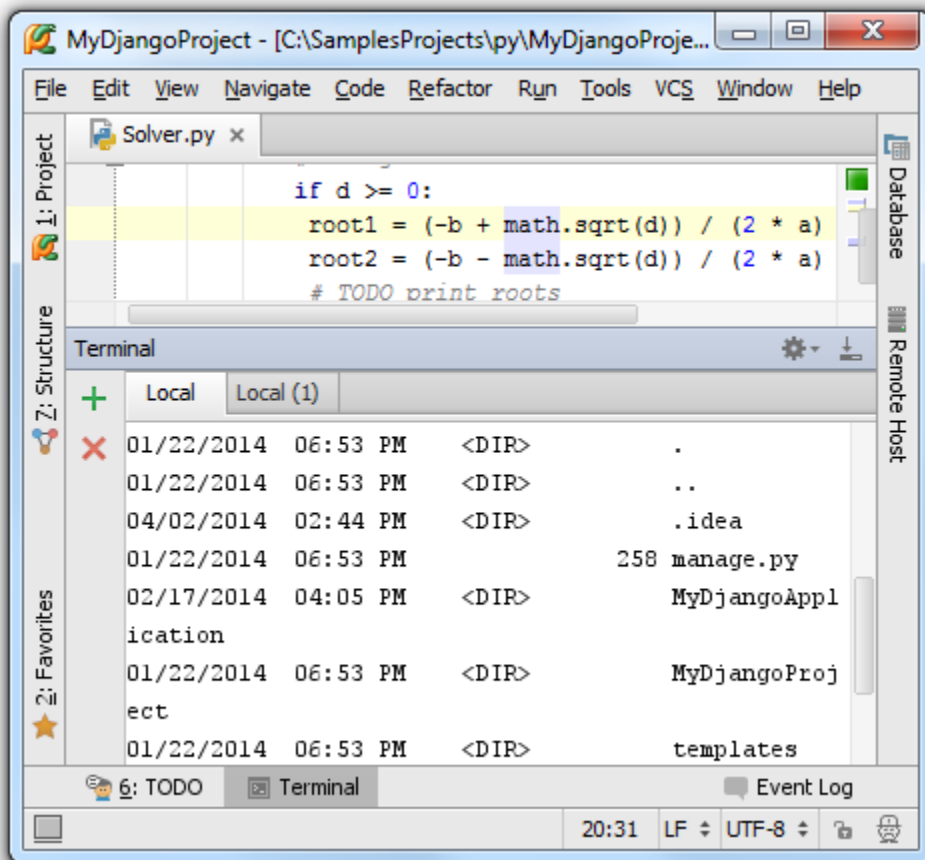 MyDjangoProject - [C:\SamplesProjects\py\MyDjangoProje...
File Edit View Navigate Code Refactor Run Tools VCS Window Help
1: Project
7: Structure
2: Favorites
Solver.py
if d >= 0:
root1 = (-b + math.sqrt(d)) / (2 * a)
root2 = (-b - math.sqrt(d)) / (2 * a)
# TODO print roots
Database
Remote Host
Terminal
Local Local (1)
01/22/2014 06:53 PM <DIR> .
01/22/2014 06:53 PM <DIR> ..
04/02/2014 02:44 PM <DIR> .idea
01/22/2014 06:53 PM 258 manage.py
02/17/2014 04:05 PM <DIR> MyDjangoAppl
ication
01/22/2014 06:53 PM <DIR> MyDjangoProj
ect
01/22/2014 06:53 PM <DIR> templates
6: TODO Terminal Event Log
20:31 LF UTF-8